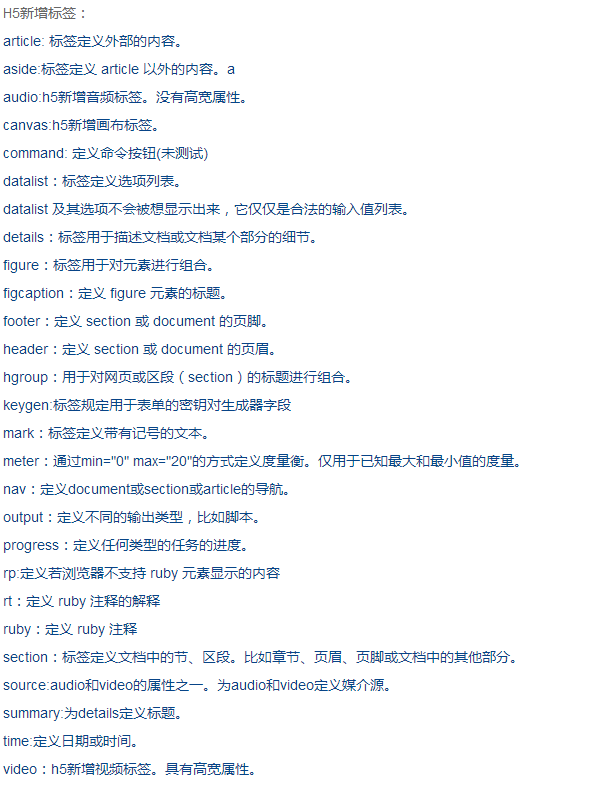 H5新增标签：
article: 标签定义外部的内容。
aside:标签定义 article 以外的内容。a
audio:h5新增音频标签。没有高宽属性。
canvas:h5新增画布标签。
command: 定义命令按钮(未测试)
datalist：标签定义选项列表。
datalist 及其选项不会被想显示出来，它仅仅是合法的输入值列表。
details：标签用于描述文档或文档某个部分的细节。
figure：标签用于对元素进行组合。
figcaption：定义 figure 元素的标题。
footer：定义 section 或 document 的页脚。
header：定义 section 或 document 的页眉。
hgroup：用于对网页或区段（section）的标题进行组合。
keygen:标签规定用于表单的密钥对生成器字段
mark：标签定义带有记号的文本。
meter：通过min="0" max="20"的方式定义度量衡。仅用于已知最大和最小值的度量。
nav：定义document或section或article的导航。
output：定义不同的输出类型，比如脚本。
progress：定义任何类型的任务的进度。
rp:定义若浏览器不支持 ruby 元素显示的内容
rt：定义 ruby 注释的解释
ruby：定义 ruby 注释
section：标签定义文档中的节、区段。比如章节、页眉、页脚或文档中的其他部分。
source:audio和video的属性之一。为audio和video定义媒介源。
summary:为details定义标题。
time:定义日期或时间。
video：h5新增视频标签。具有高宽属性。